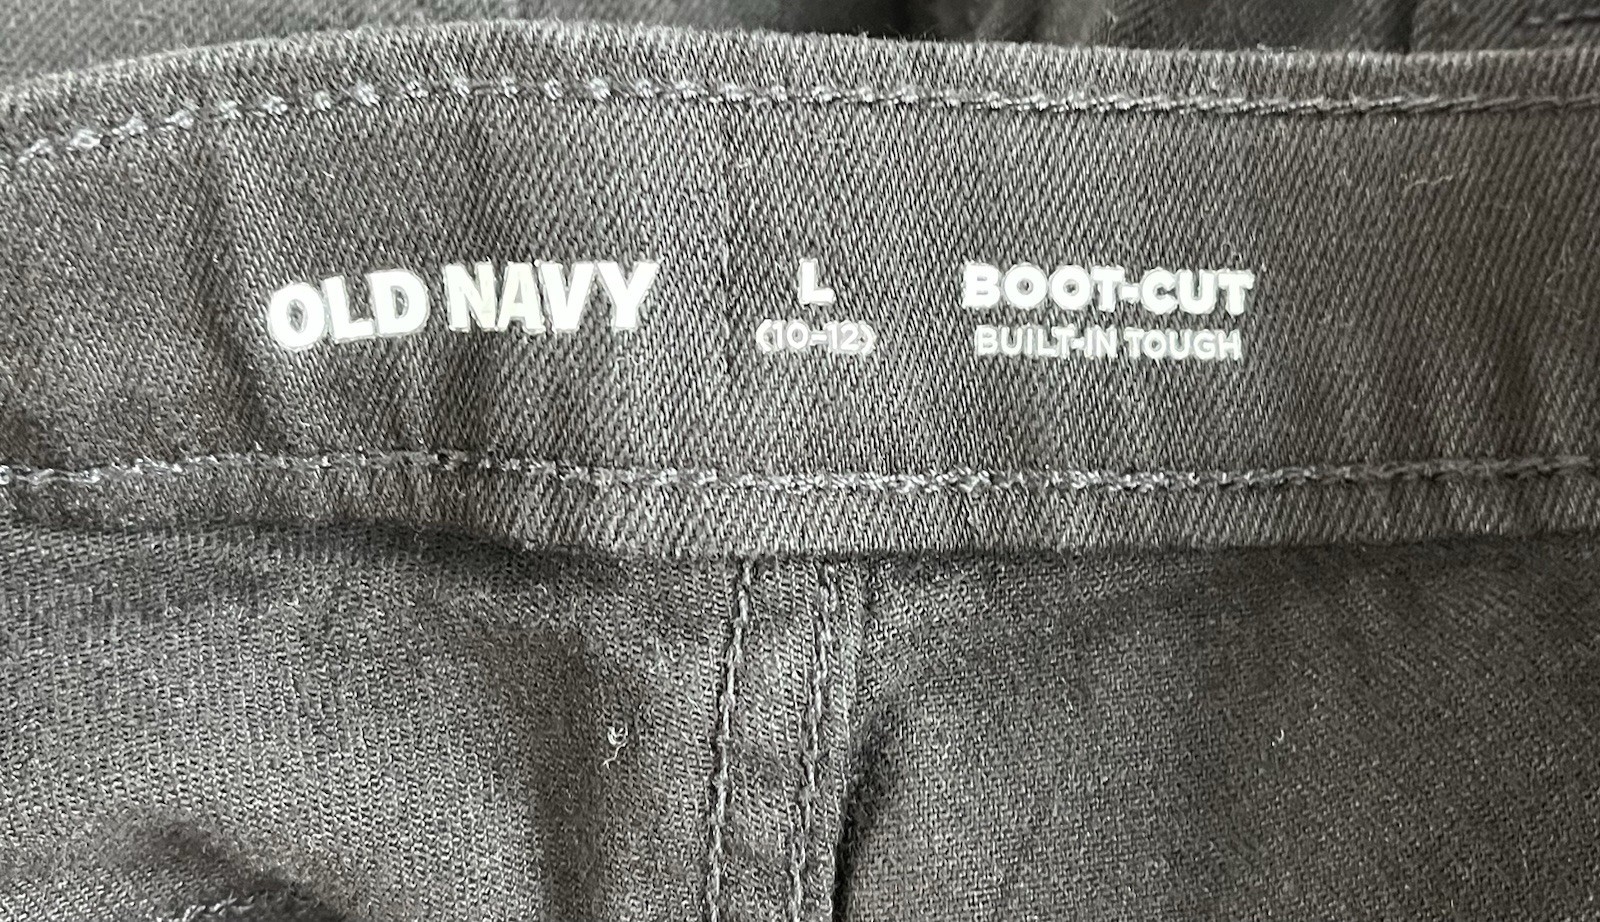 OLD NAVY
L
(10-12)
BOOT-CUT
BUILT-IN TOUGH